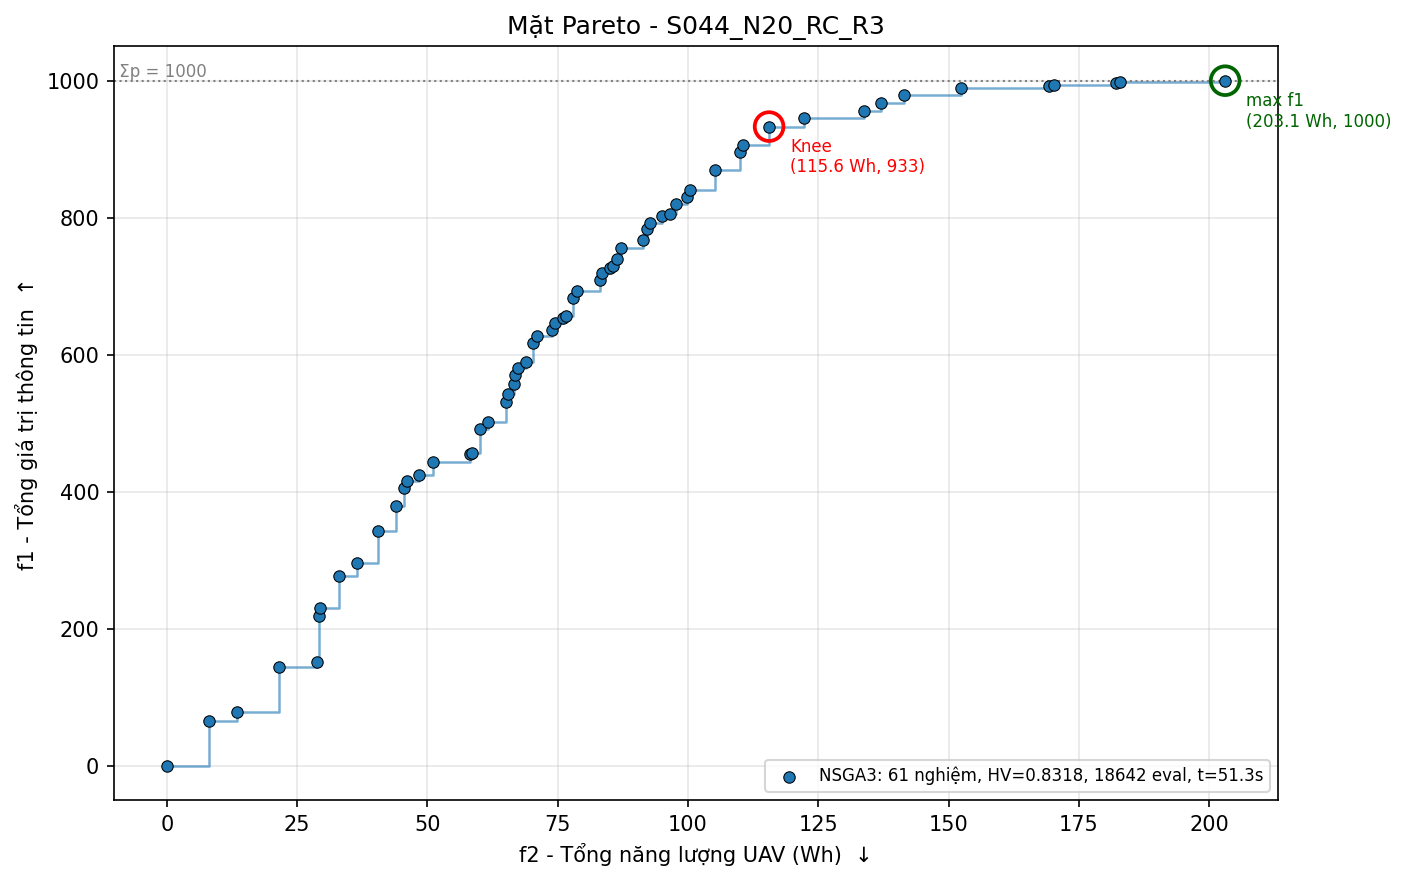 Mặt Pareto - S044_N20_RC_R3
Σp = 1000
max f1
(203.1 Wh, 1000)
Knee
(115.6 Wh, 933)
1000
800
600
400
200
0
f1 - Tổng giá trị thông tin ↑
NSGA3: 61 nghiệm, HV=0.8318, 18642 eval, t=51.3s
0 25 50 75 100 125 150 175 200
f2 - Tổng năng lượng UAV (Wh) ↓